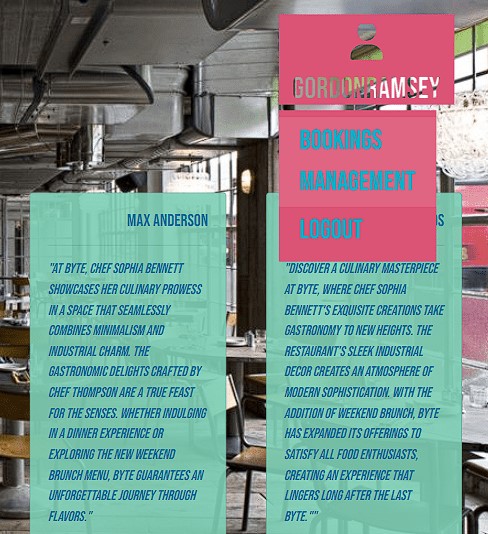 GORDONRAMSEY
BOOKINGS
MANAGEMENT
LOGOUT
MAX ANDERSON
"AT BYTE, CHEF SOPHIA BENNETT
SHOWCASES HER CULINARY PROWESS
IN A SPACE THAT SEAMLESSLY
COMBINES MINIMALISM AND
INDUSTRIAL CHARM. THE
GASTRONOMIC DELIGHTS CRAFTED BY
CHEF THOMPSON ARE A TRUE FEAST
FOR THE SENSES. WHETHER INDULGING
IN A DINNER EXPERIENCE OR
EXPLORING THE NEW WEEKEND
BRUNCH MENU, BYTE GUARANTEES AN
UNFORGETTABLE JOURNEY THROUGH
FLAVORS."
"DISCOVER A CULINARY MASTERPIECE
AT BYTE, WHERE CHEF SOPHIA
BENNETT'S EXQUISITE CREATIONS TAKE
GASTRONOMY TO NEW HEIGHTS. THE
RESTAURANT'S SLEEK INDUSTRIAL
DECOR CREATES AN ATMOSPHERE OF
MODERN SOPHISTICATION. WITH THE
ADDITION OF WEEKEND BRUNCH, BYTE
HAS EXPANDED ITS OFFERINGS TO
SATISFY ALL FOOD ENTHUSIASTS,
CREATING AN EXPERIENCE THAT
LINGERS LONG AFTER THE LAST
BYTE.""